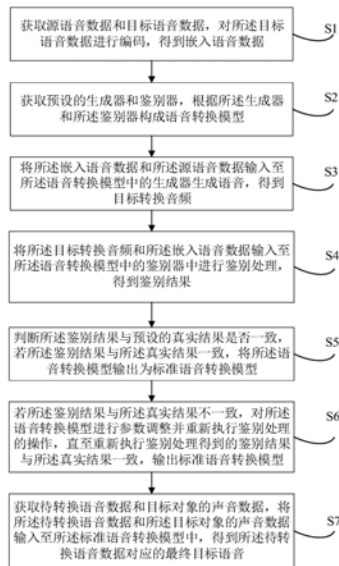 获取源语音数据和目标语音数据，对所述目标
语音数据进行编码，得到嵌入语音数据
S1
获取预设的生成器和鉴别器，根据所述生成器
和所述鉴别器构成语音转换模型
S2
将所述嵌入语音数据和所述源语音数据输入至
所述语音转换模型中的生成器生成语音，得到
目标转换音频
S3
将所述目标转换音频和所述嵌入语音数据输入至
所述语音转换模型中的鉴别器中进行鉴别处理，
得到鉴别结果
S4
判断所述鉴别结果与预设的真实结果是否一致，
若所述鉴别结果与所述真实结果一致，将所述语
音转换模型输出为标准语音转换模型
S5
若所述鉴别结果与所述真实结果不一致，对所述
语音转换模型进行参数调整并重新执行鉴别处理
的操作，直至重新执行鉴别处理得到的鉴别结果
与所述真实结果一致，输出标准语音转换模型
S6
获取待转换语音数据和目标对象的声音数据，将
所述待转换语音数据和所述目标对象的声音数据
输入至所述标准语音转换模型中，得到所述待转
换语音数据对应的最终目标语音
S7